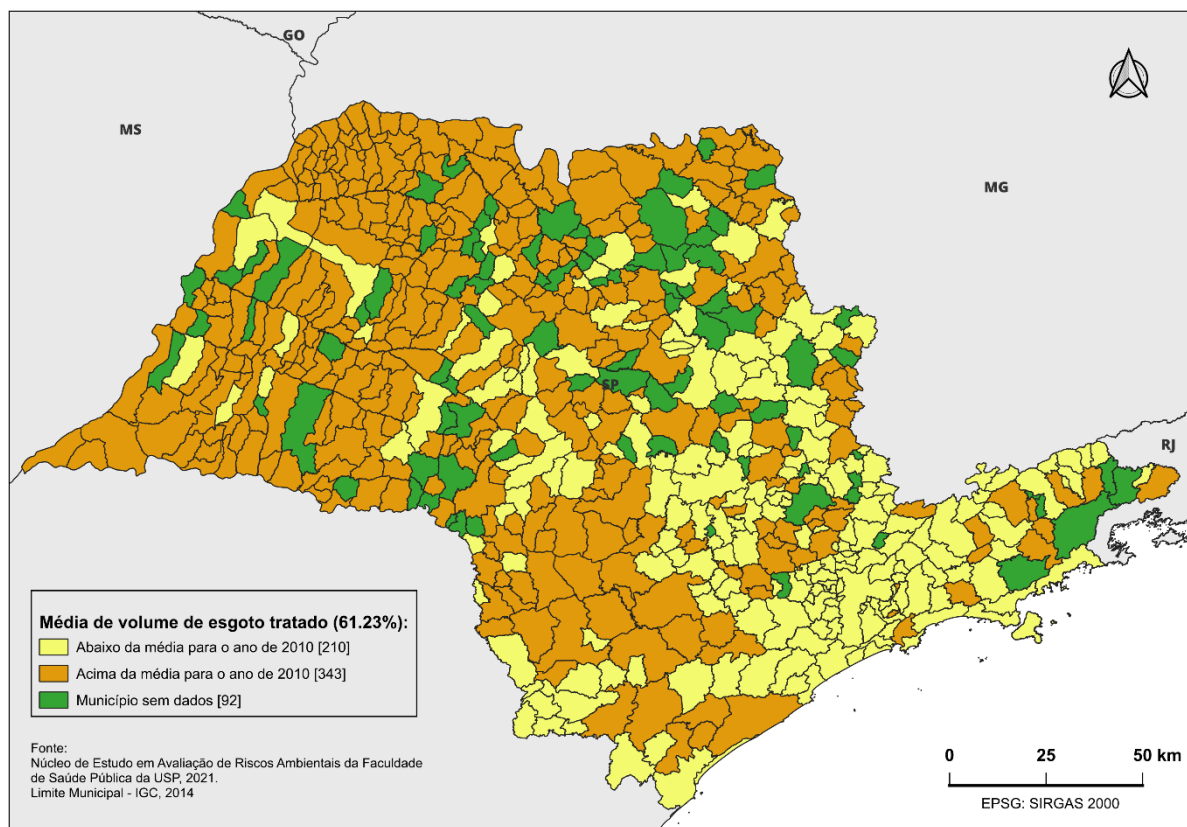 GO
MS
MG
SP
RJ
Média de volume de esgoto tratado (61.23%):
Abaixo da média para o ano de 2010 [210]
Acima da média para o ano de 2010 [343]
Município sem dados [92]
Fonte:
Núcleo de Estudo em Avaliação de Riscos Ambientais da Faculdade
de Saúde Pública da USP, 2021.
Limite Municipal - IGC, 2014
0 25 50 km
EPSG: SIRGAS 2000